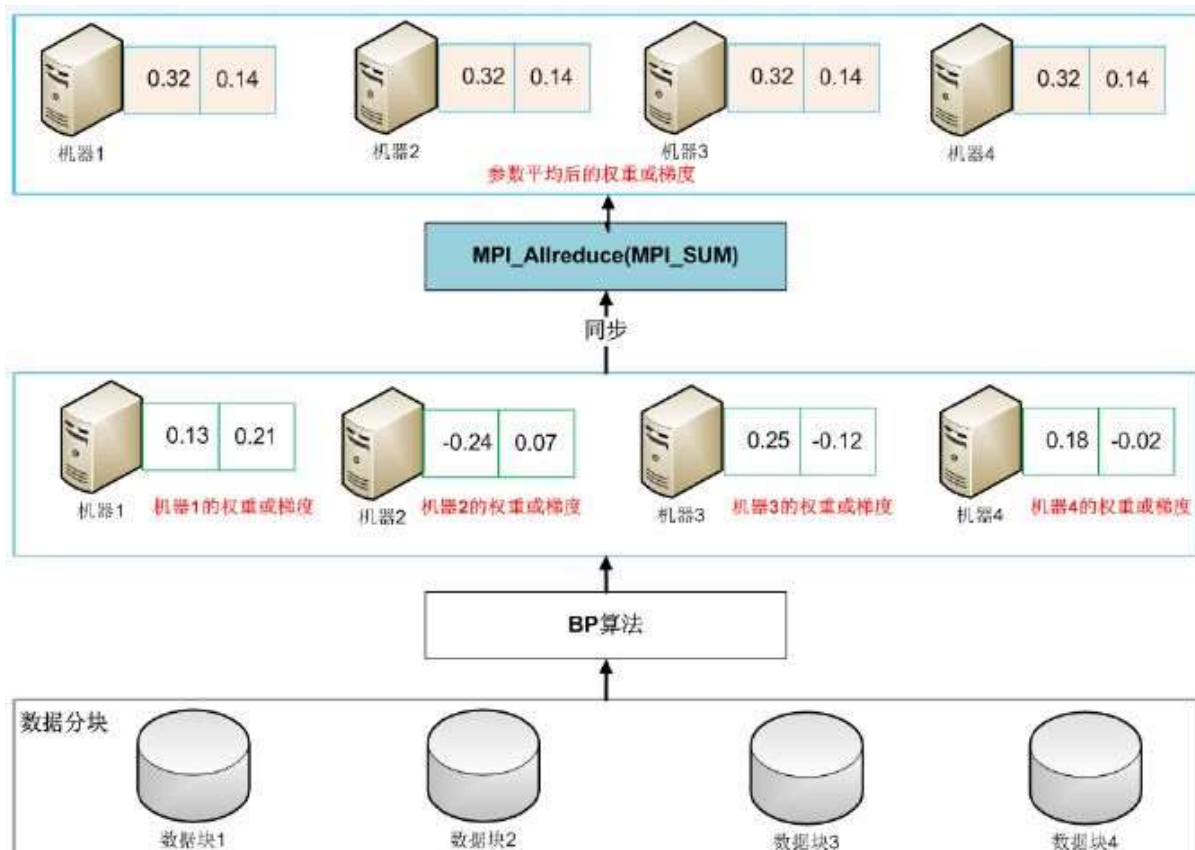 0.32 0.14 0.32 0.14 0.32 0.14 0.32 0.14
机器1 机器2 机器3 机器4
参数平均后的权重或梯度
MPI_Allreduce(MPI_SUM)
同步
0.13 0.21 -0.24 0.07 0.25 -0.12 0.18 -0.02
机器1 机器1的权重或梯度 机器2 机器2的权重或梯度 机器3 机器3的权重或梯度 机器4 机器4的权重或梯度
BP算法
数据分块
数据块1 数据块2 数据块3 数据块4